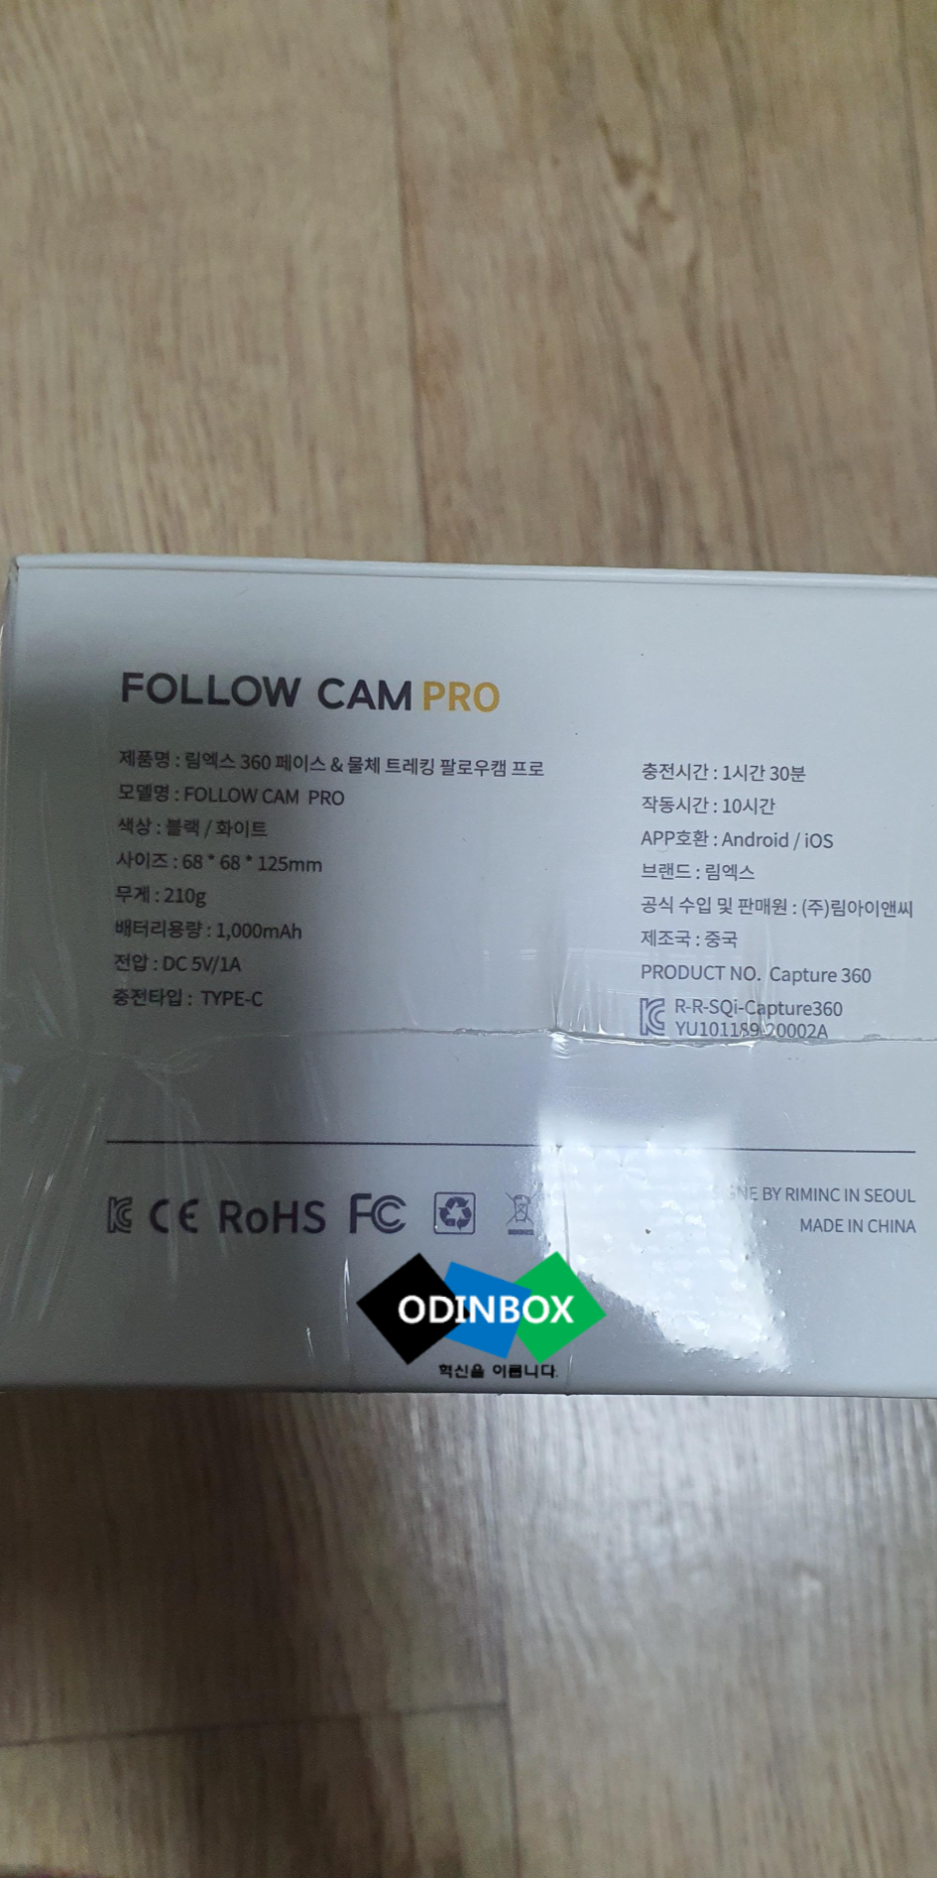 FOLLOW CAM PRO
제품명 : 림엑스 360 페이스 & 물체 트레킹 팔로우캠 프로
모델명 : FOLLOW CAM PRO
색상 : 블랙 / 화이트
사이즈 : 68 * 68 * 125mm
무게 : 210g
배터리용량 : 1,000mAh
전압 : DC 5V/1A
충전타입 : TYPE-C
충전시간 : 1시간 30분
작동시간 : 10시간
APP호환 : Android / iOS
브랜드 : 림엑스
공식 수입 및 판매원 : (주)림아이앤씨
제조국 : 중국
PRODUCT NO. Capture 360
R-R-SQi-Capture360
YU101189-20002A
CE RoHS FC
BY RIMINC IN SEOUL
MADE IN CHINA
ODINBOX
혁신을 이룹니다.